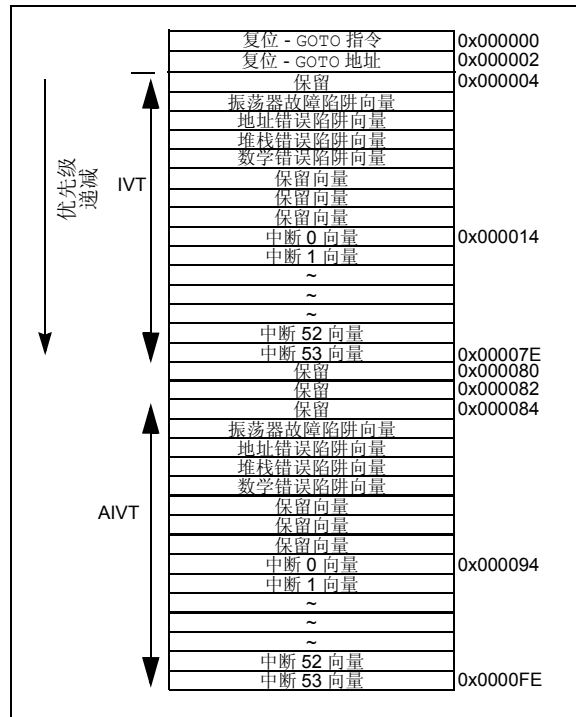 复位 - GOTO 指令 0x000000
复位 - GOTO 地址 0x000002
保留 0x000004
振荡器故障陷阱向量
地址错误陷阱向量
堆栈错误陷阱向量
数学错误陷阱向量
保留向量
保留向量
保留向量
中断 0 向量 0x000014
中断 1 向量
~
~
~
中断 52 向量
中断 53 向量 0x00007E
优先级
递减
IVT
保留 0x000080
保留 0x000082
保留 0x000084
振荡器故障陷阱向量
地址错误陷阱向量
堆栈错误陷阱向量
数学错误陷阱向量
保留向量
保留向量
保留向量
中断 0 向量 0x000094
中断 1 向量
~
~
~
中断 52 向量
中断 53 向量 0x0000FE
AIVT